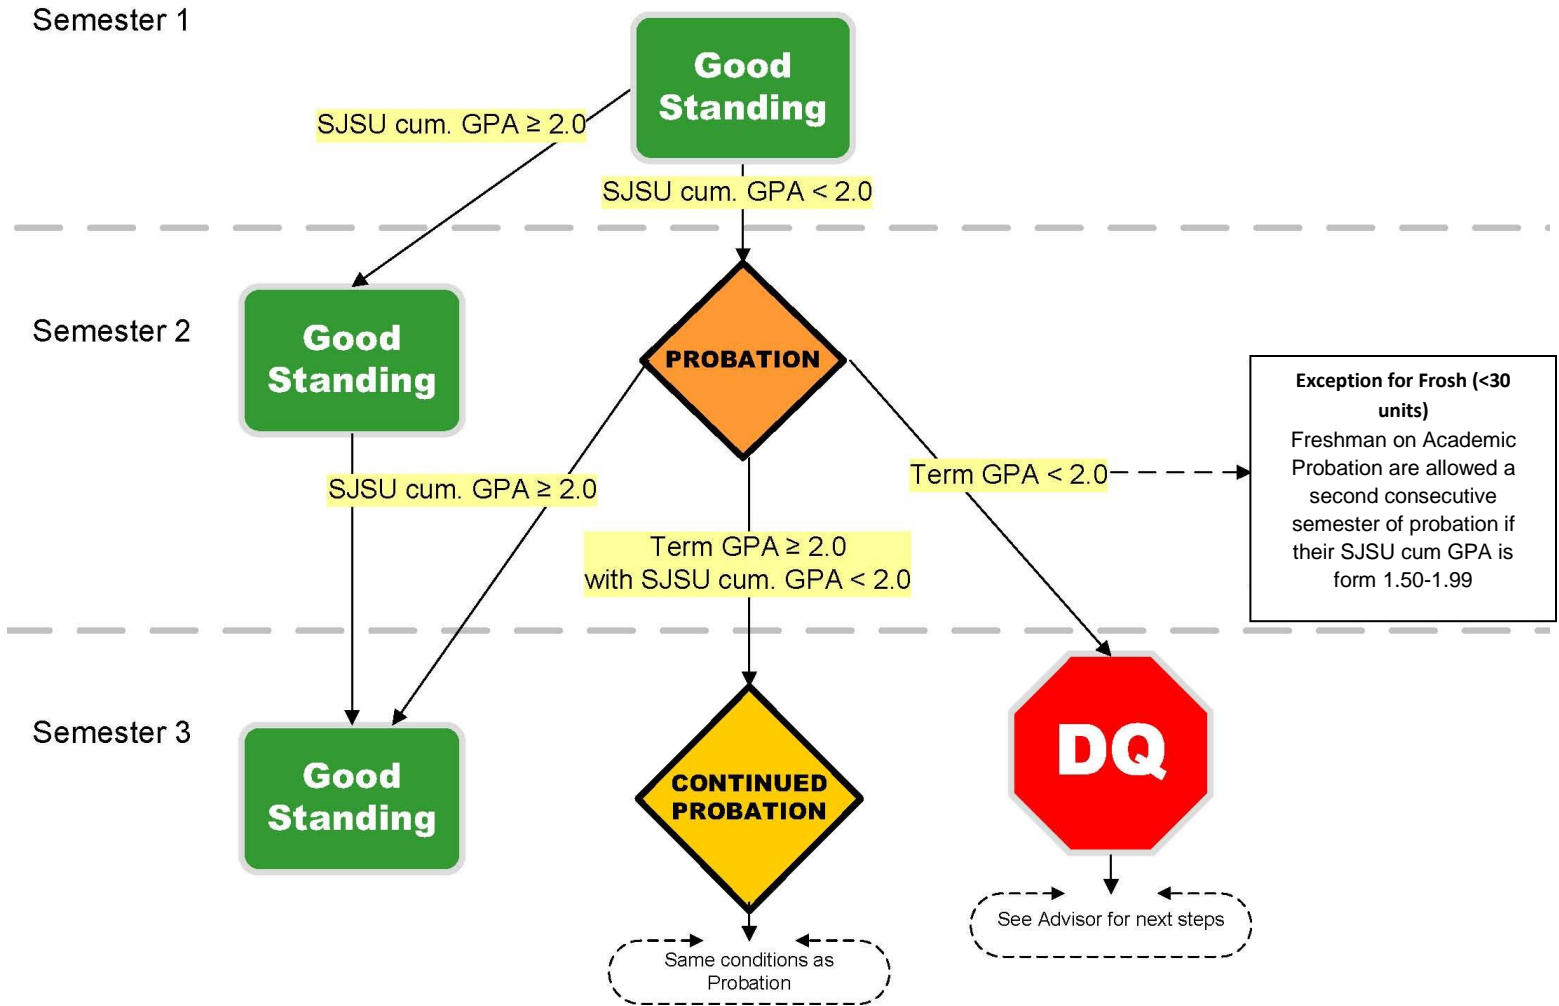 Semester 1
Good
Standing
SJSU cum. GPA ≥ 2.0
SJSU cum. GPA < 2.0
Semester 2
Good
Standing
PROBATION
Exception for Frosh (<30
units)
Freshman on Academic
Probation are allowed a
second consecutive
semester of probation if
their SJSU cum GPA is
form 1.50-1.99
SJSU cum. GPA ≥ 2.0
Term GPA < 2.0
Term GPA ≥ 2.0
with SJSU cum. GPA < 2.0
Semester 3
Good
Standing
CONTINUED
PROBATION
DQ
Same conditions as
Probation
See Advisor for next steps